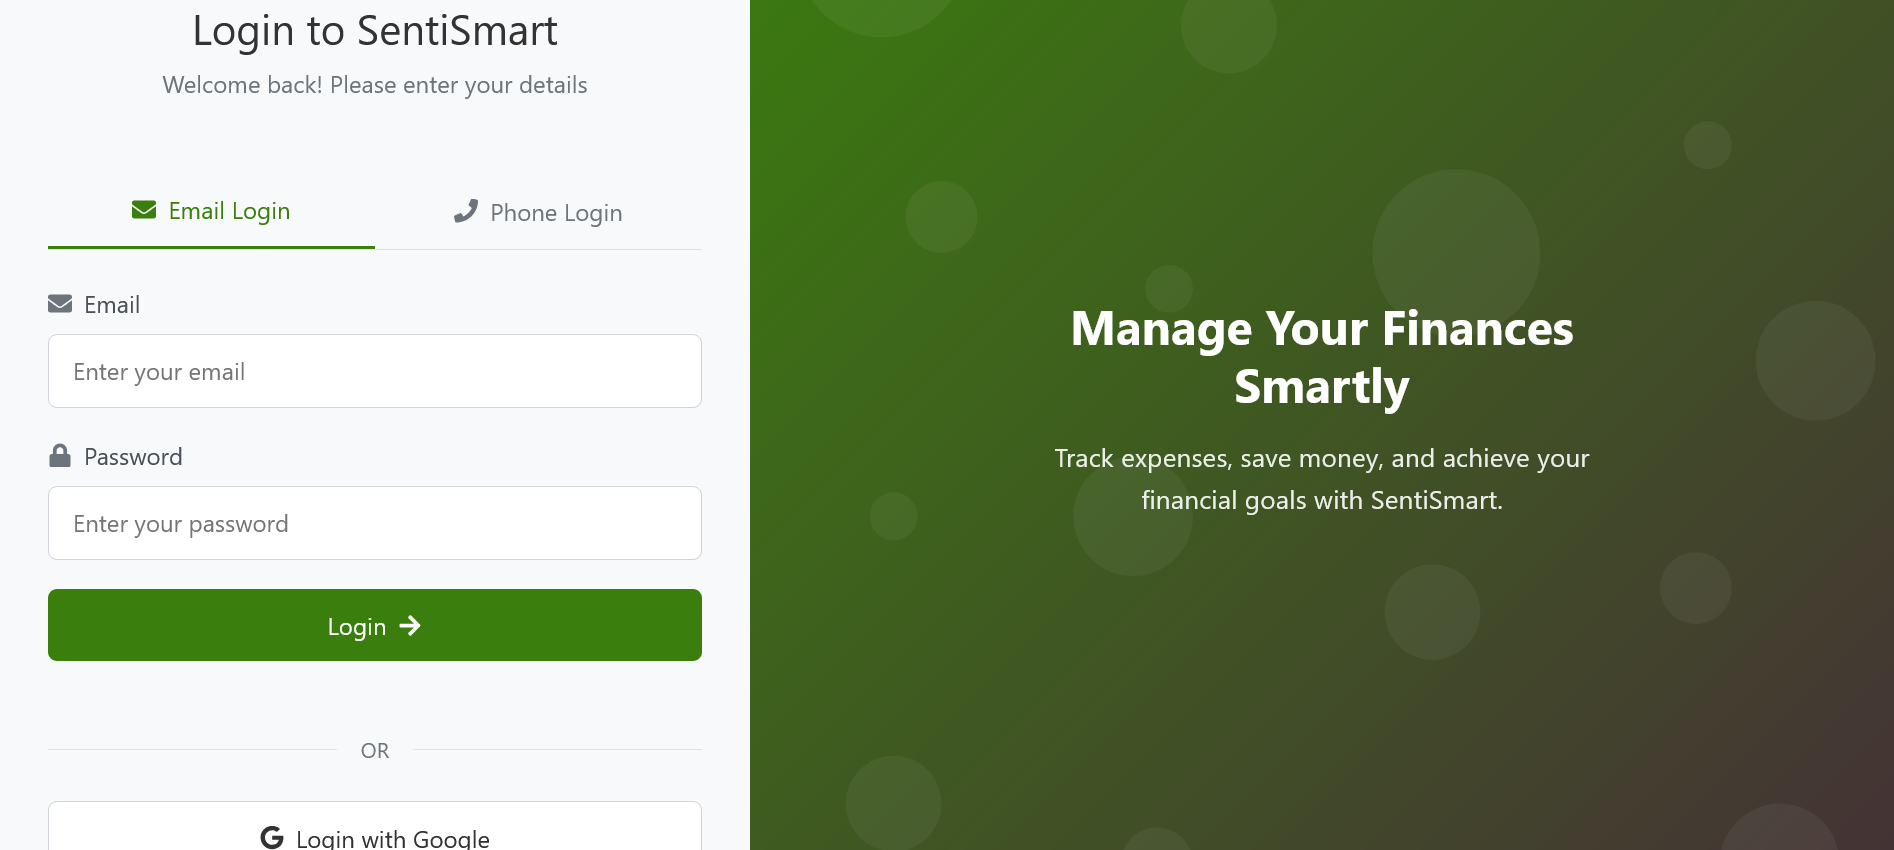 Login to SentiSmart
Welcome back! Please enter your details
Email Login
Phone Login
Email
Enter your email
Password
Enter your password
Login
OR
Login with Google
Manage Your Finances
Smartly
Track expenses, save money, and achieve your
financial goals with SentiSmart.